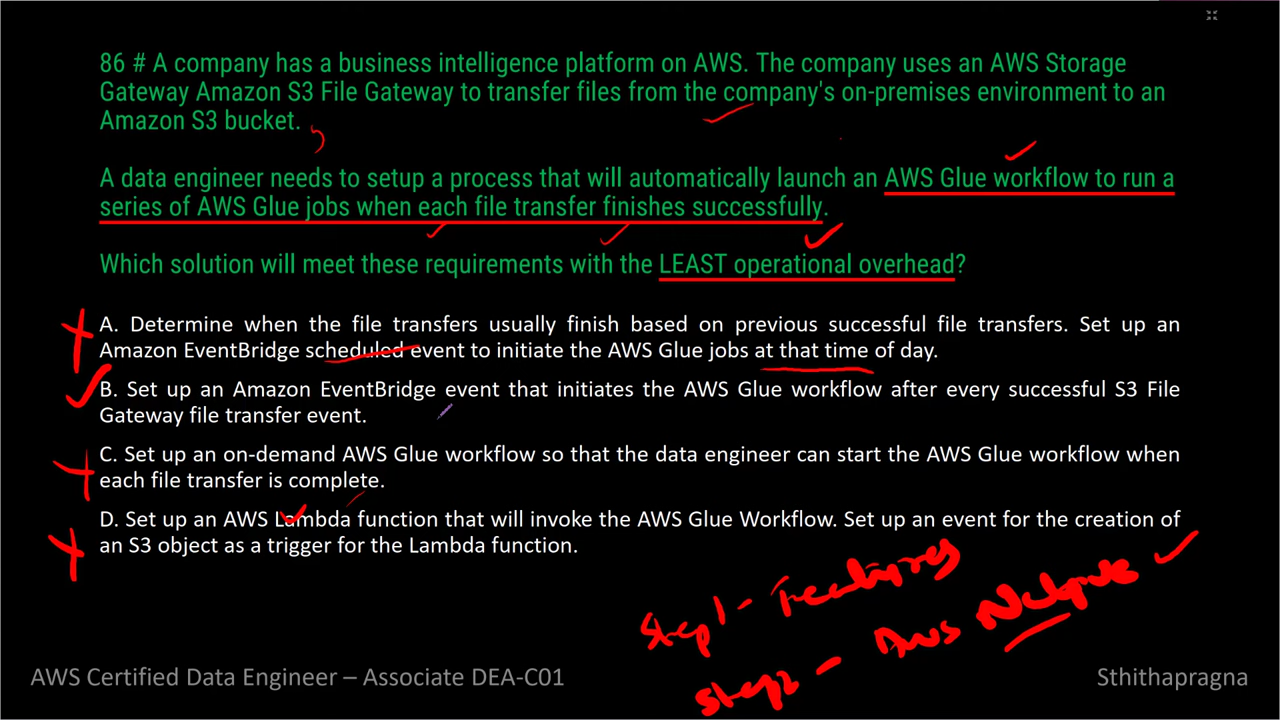 86 # A company has a business intelligence platform on AWS. The company uses an AWS Storage
Gateway Amazon S3 File Gateway to transfer files from the company's on-premises environment to an
Amazon S3 bucket.
A data engineer needs to setup a process that will automatically launch an AWS Glue workflow to run a
series of AWS Glue jobs when each file transfer finishes successfully.
Which solution will meet these requirements with the LEAST operational overhead?
A. Determine when the file transfers usually finish based on previous successful file transfers. Set up an
Amazon EventBridge scheduled event to initiate the AWS Glue jobs at that time of day.
B. Set up an Amazon EventBridge event that initiates the AWS Glue workflow after every successful S3 File
Gateway file transfer event.
C. Set up an on-demand AWS Glue workflow so that the data engineer can start the AWS Glue workflow when
each file transfer is complete.
D. Set up an AWS Lambda function that will invoke the AWS Glue Workflow. Set up an event for the creation of
an S3 object as a trigger for the Lambda function.
Step1 - Features
Step2 - Aws
AWS Certified Data Engineer – Associate DEA-C01
Sthithapragna